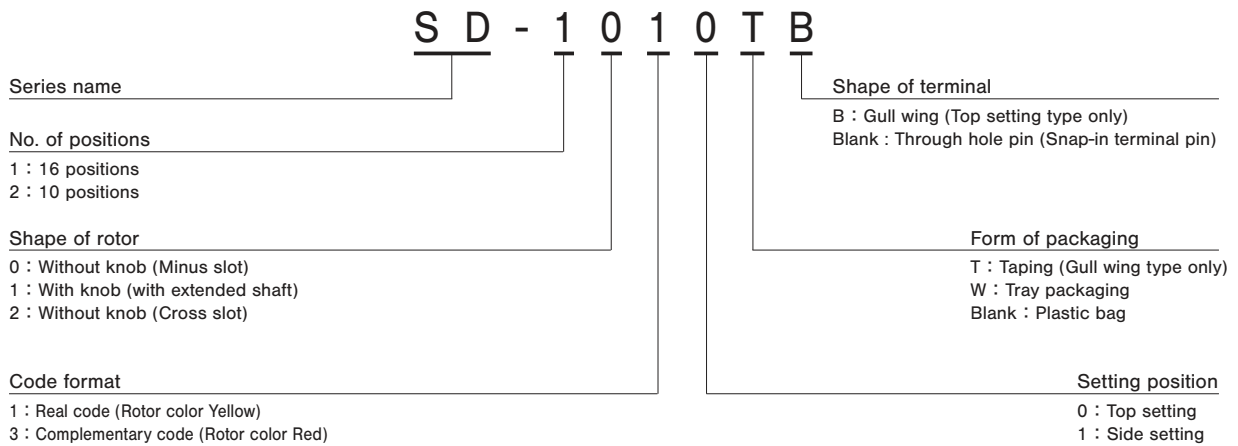 S D - 1 0 1 0 T B
Series name
No. of positions
1：16 positions
2：10 positions
Shape of rotor
0：Without knob (Minus slot)
1：With knob (with extended shaft)
2：Without knob (Cross slot)
Code format
1：Real code (Rotor color Yellow)
3：Complementary code (Rotor color Red)
Shape of terminal
B：Gull wing (Top setting type only)
Blank : Through hole pin (Snap-in terminal pin)
Form of packaging
T：Taping (Gull wing type only)
W：Tray packaging
Blank：Plastic bag
Setting position
0：Top setting
1：Side setting